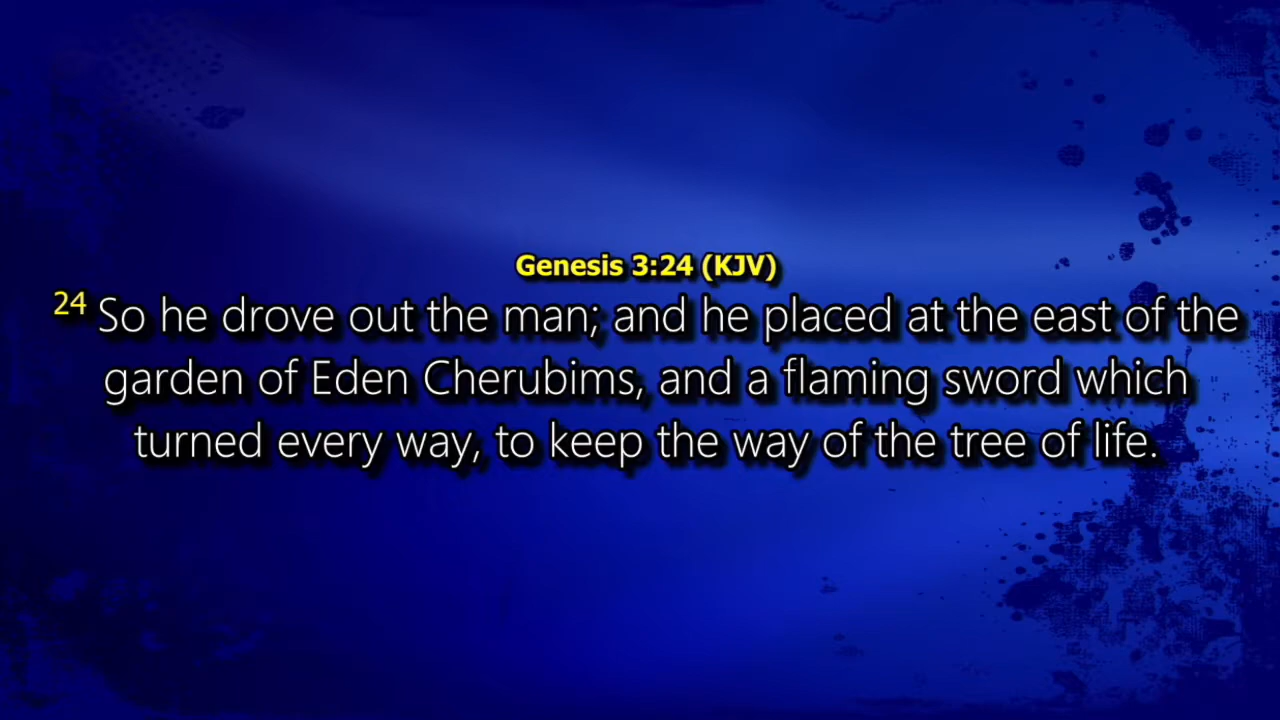 Genesis 3:24 (KJV)
24 So he drove out the man; and he placed at the east of the
garden of Eden Cherubims, and a flaming sword which
turned every way, to keep the way of the tree of life.